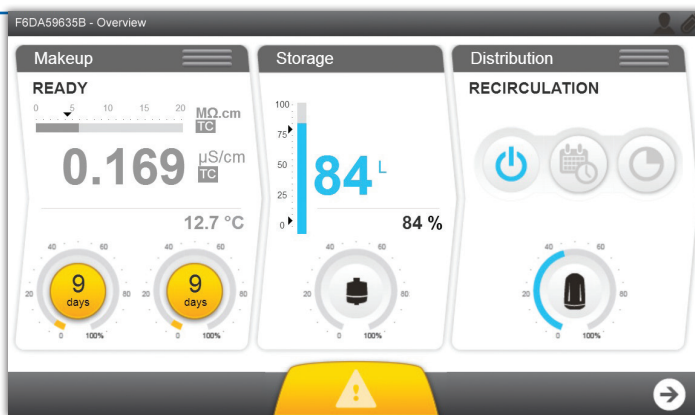 F6DA59635B - Overview
Makeup
READY
0 5 10 15 20
MΩ.cm
TC
0.169 µS/cm
TC
12.7 °C
40 60
20 80
0 100%
9
days
40 60
20 80
0 100%
9
days
Storage
100
75
50
25
0
84 L
84 %
40 60
20 80
0 100%
Distribution
RECIRCULATION
40 60
20 80
0 100%